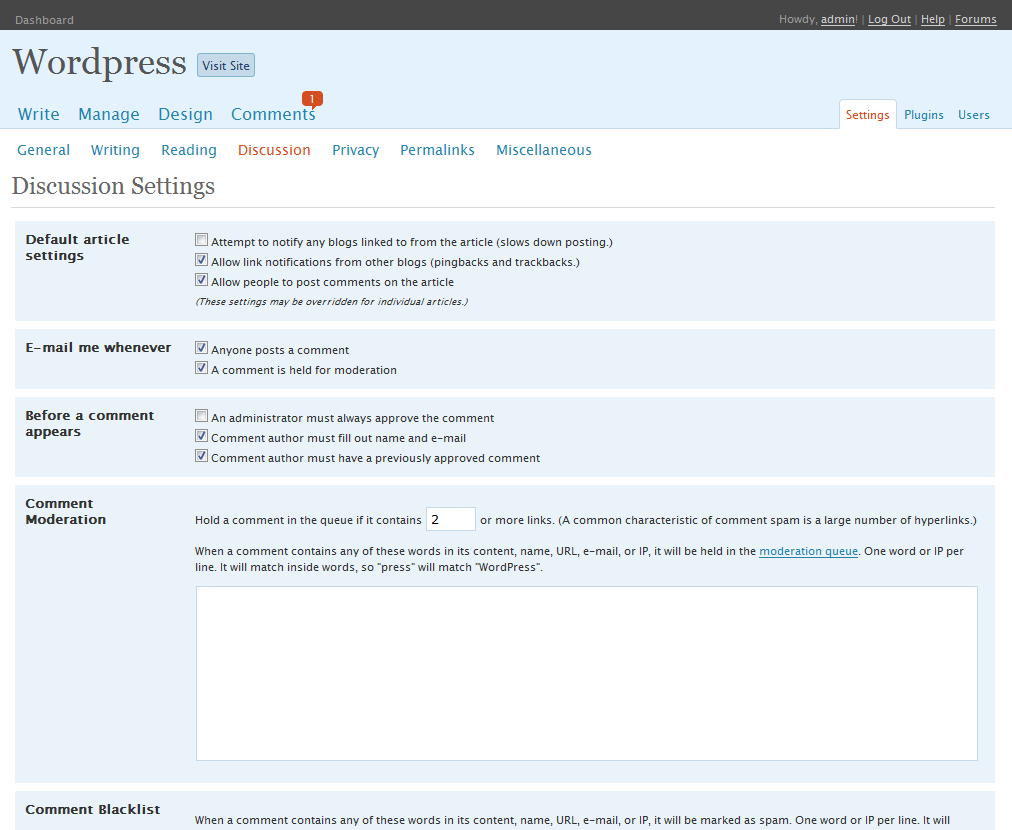 Dashboard
Howdy, admin! | Log Out | Help | Forums
Wordpress Visit Site
1
Write Manage Design Comments
Settings Plugins Users
General Writing Reading Discussion Privacy Permalinks Miscellaneous
Discussion Settings
Default article
settings
Attempt to notify any blogs linked to from the article (slows down posting.)
Allow link notifications from other blogs (pingbacks and trackbacks.)
Allow people to post comments on the article
(These settings may be overridden for individual articles.)
E-mail me whenever
Anyone posts a comment
A comment is held for moderation
Before a comment
appears
An administrator must always approve the comment
Comment author must fill out name and e-mail
Comment author must have a previously approved comment
Comment
Moderation
Hold a comment in the queue if it contains 2 or more links. (A common characteristic of comment spam is a large number of hyperlinks.)
When a comment contains any of these words in its content, name, URL, e-mail, or IP, it will be held in the moderation queue. One word or IP per
line. It will match inside words, so "press" will match "WordPress".
Comment Blacklist
When a comment contains any of these words in its content, name, URL, e-mail, or IP, it will be marked as spam. One word or IP per line. It will